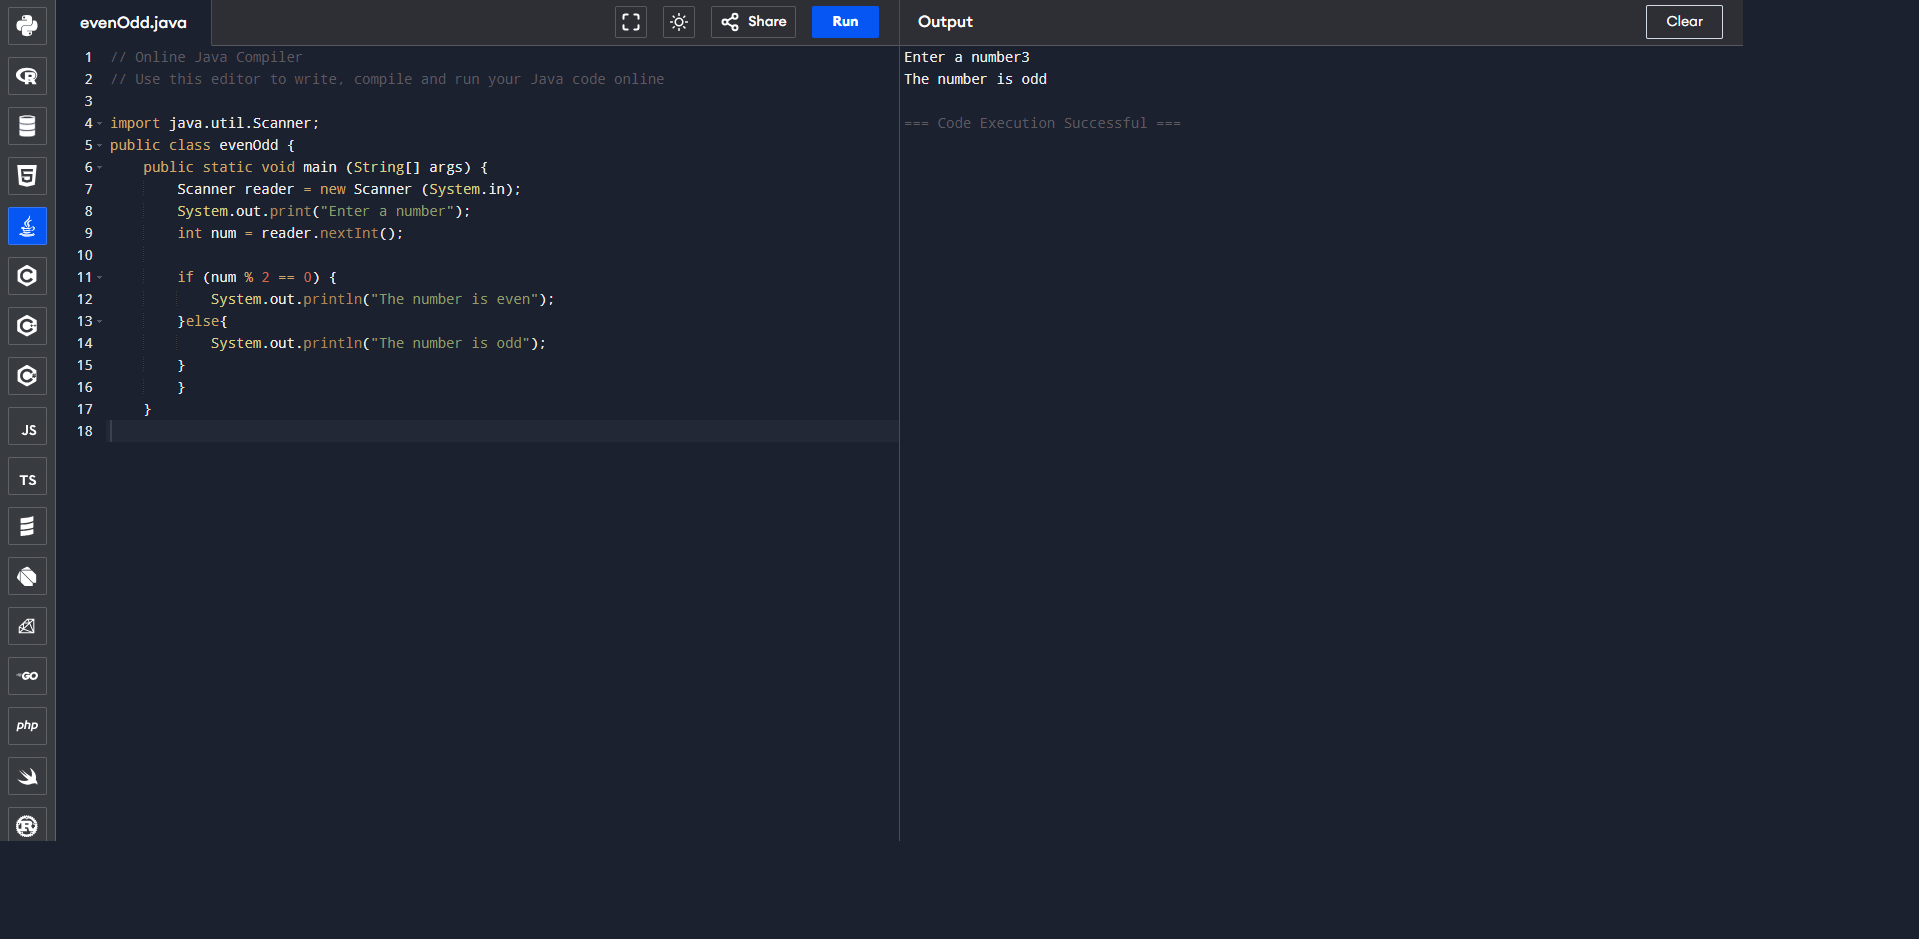 evenOdd.java
Share
Run
Output
Clear
1 // Online Java Compiler
2 // Use this editor to write, compile and run your Java code online
3
4 import java.util.Scanner;
5 public class evenOdd {
6     public static void main (String[] args) {
7         Scanner reader = new Scanner (System.in);
8         System.out.print("Enter a number");
9         int num = reader.nextInt();
10
11         if (num % 2 == 0) {
12             System.out.println("The number is even");
13         }else{
14             System.out.println("The number is odd");
15         }
16         }
17     }
18
Enter a number3
The number is odd
=== Code Execution Successful ===
R
5
C
C
C
JS
TS
GO
php
R